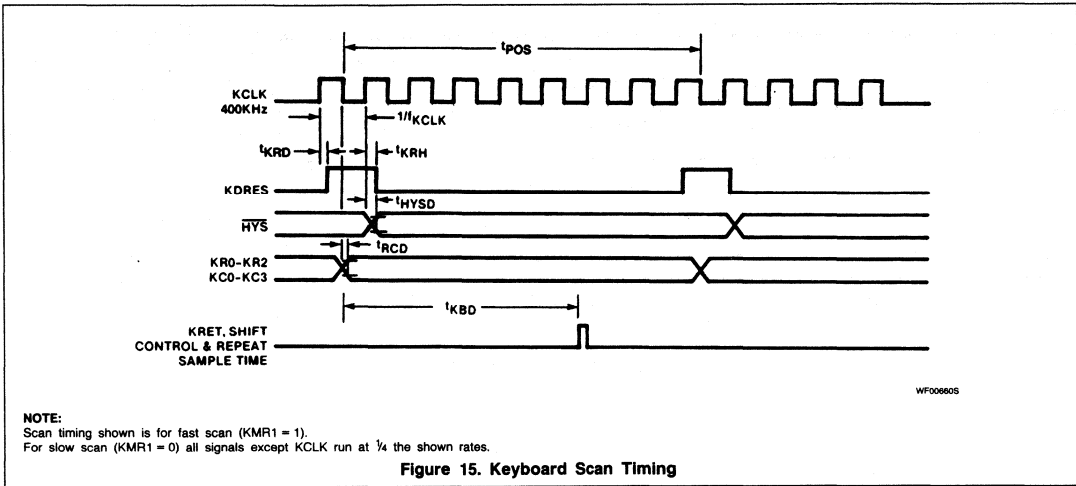 tPOS
KCLK
400KHz
1/fKCLK
tKRD
tKRH
KDRES
tHYSD
HYS
tRCD
KR0-KR2
KC0-KC3
tKBD
KRET, SHIFT
CONTROL & REPEAT
SAMPLE TIME
WF00660S
NOTE:
Scan timing shown is for fast scan (KMR1 = 1).
For slow scan (KMR1 = 0) all signals except KCLK run at 1/4 the shown rates.
Figure 15. Keyboard Scan Timing